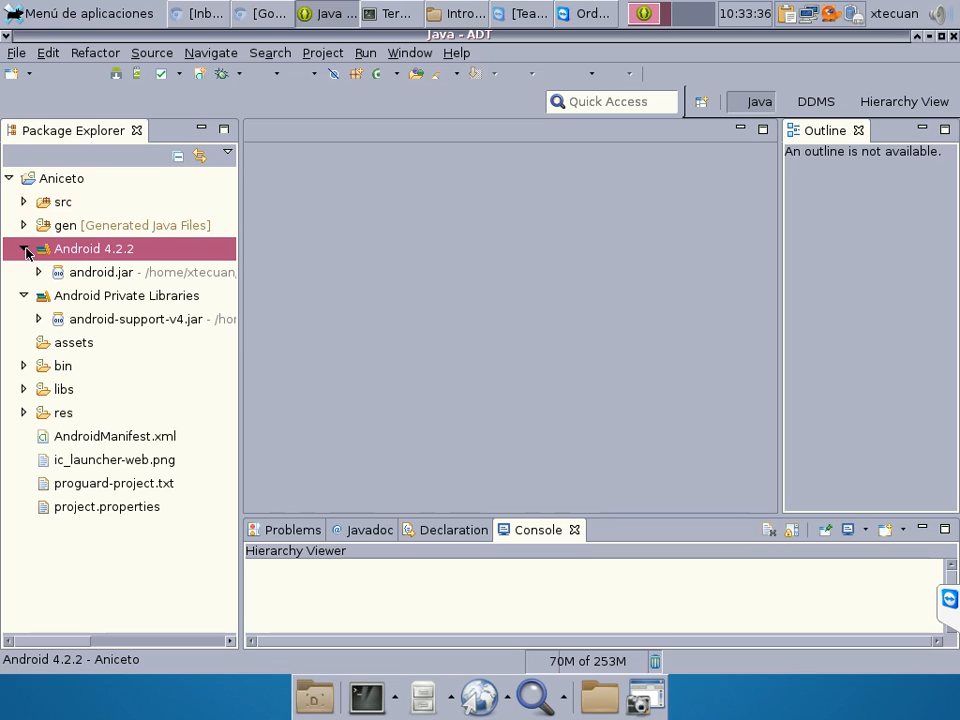 Menú de aplicaciones [Inb... [Go... Java ... Ter... Intro... [Tea... Ord... 10:33:36 xtecuan
Java - ADT
File Edit Refactor Source Navigate Search Project Run Window Help
Quick Access Java DDMS Hierarchy View
Package Explorer
Outline
An outline is not available.
Aniceto
src
gen [Generated Java Files]
Android 4.2.2
android.jar - /home/xtecuan,
Android Private Libraries
android-support-v4.jar - /hor
assets
bin
libs
res
AndroidManifest.xml
ic_launcher-web.png
proguard-project.txt
project.properties
Problems @ Javadoc Declaration Console
Hierarchy Viewer
Android 4.2.2 - Aniceto 70M of 253M